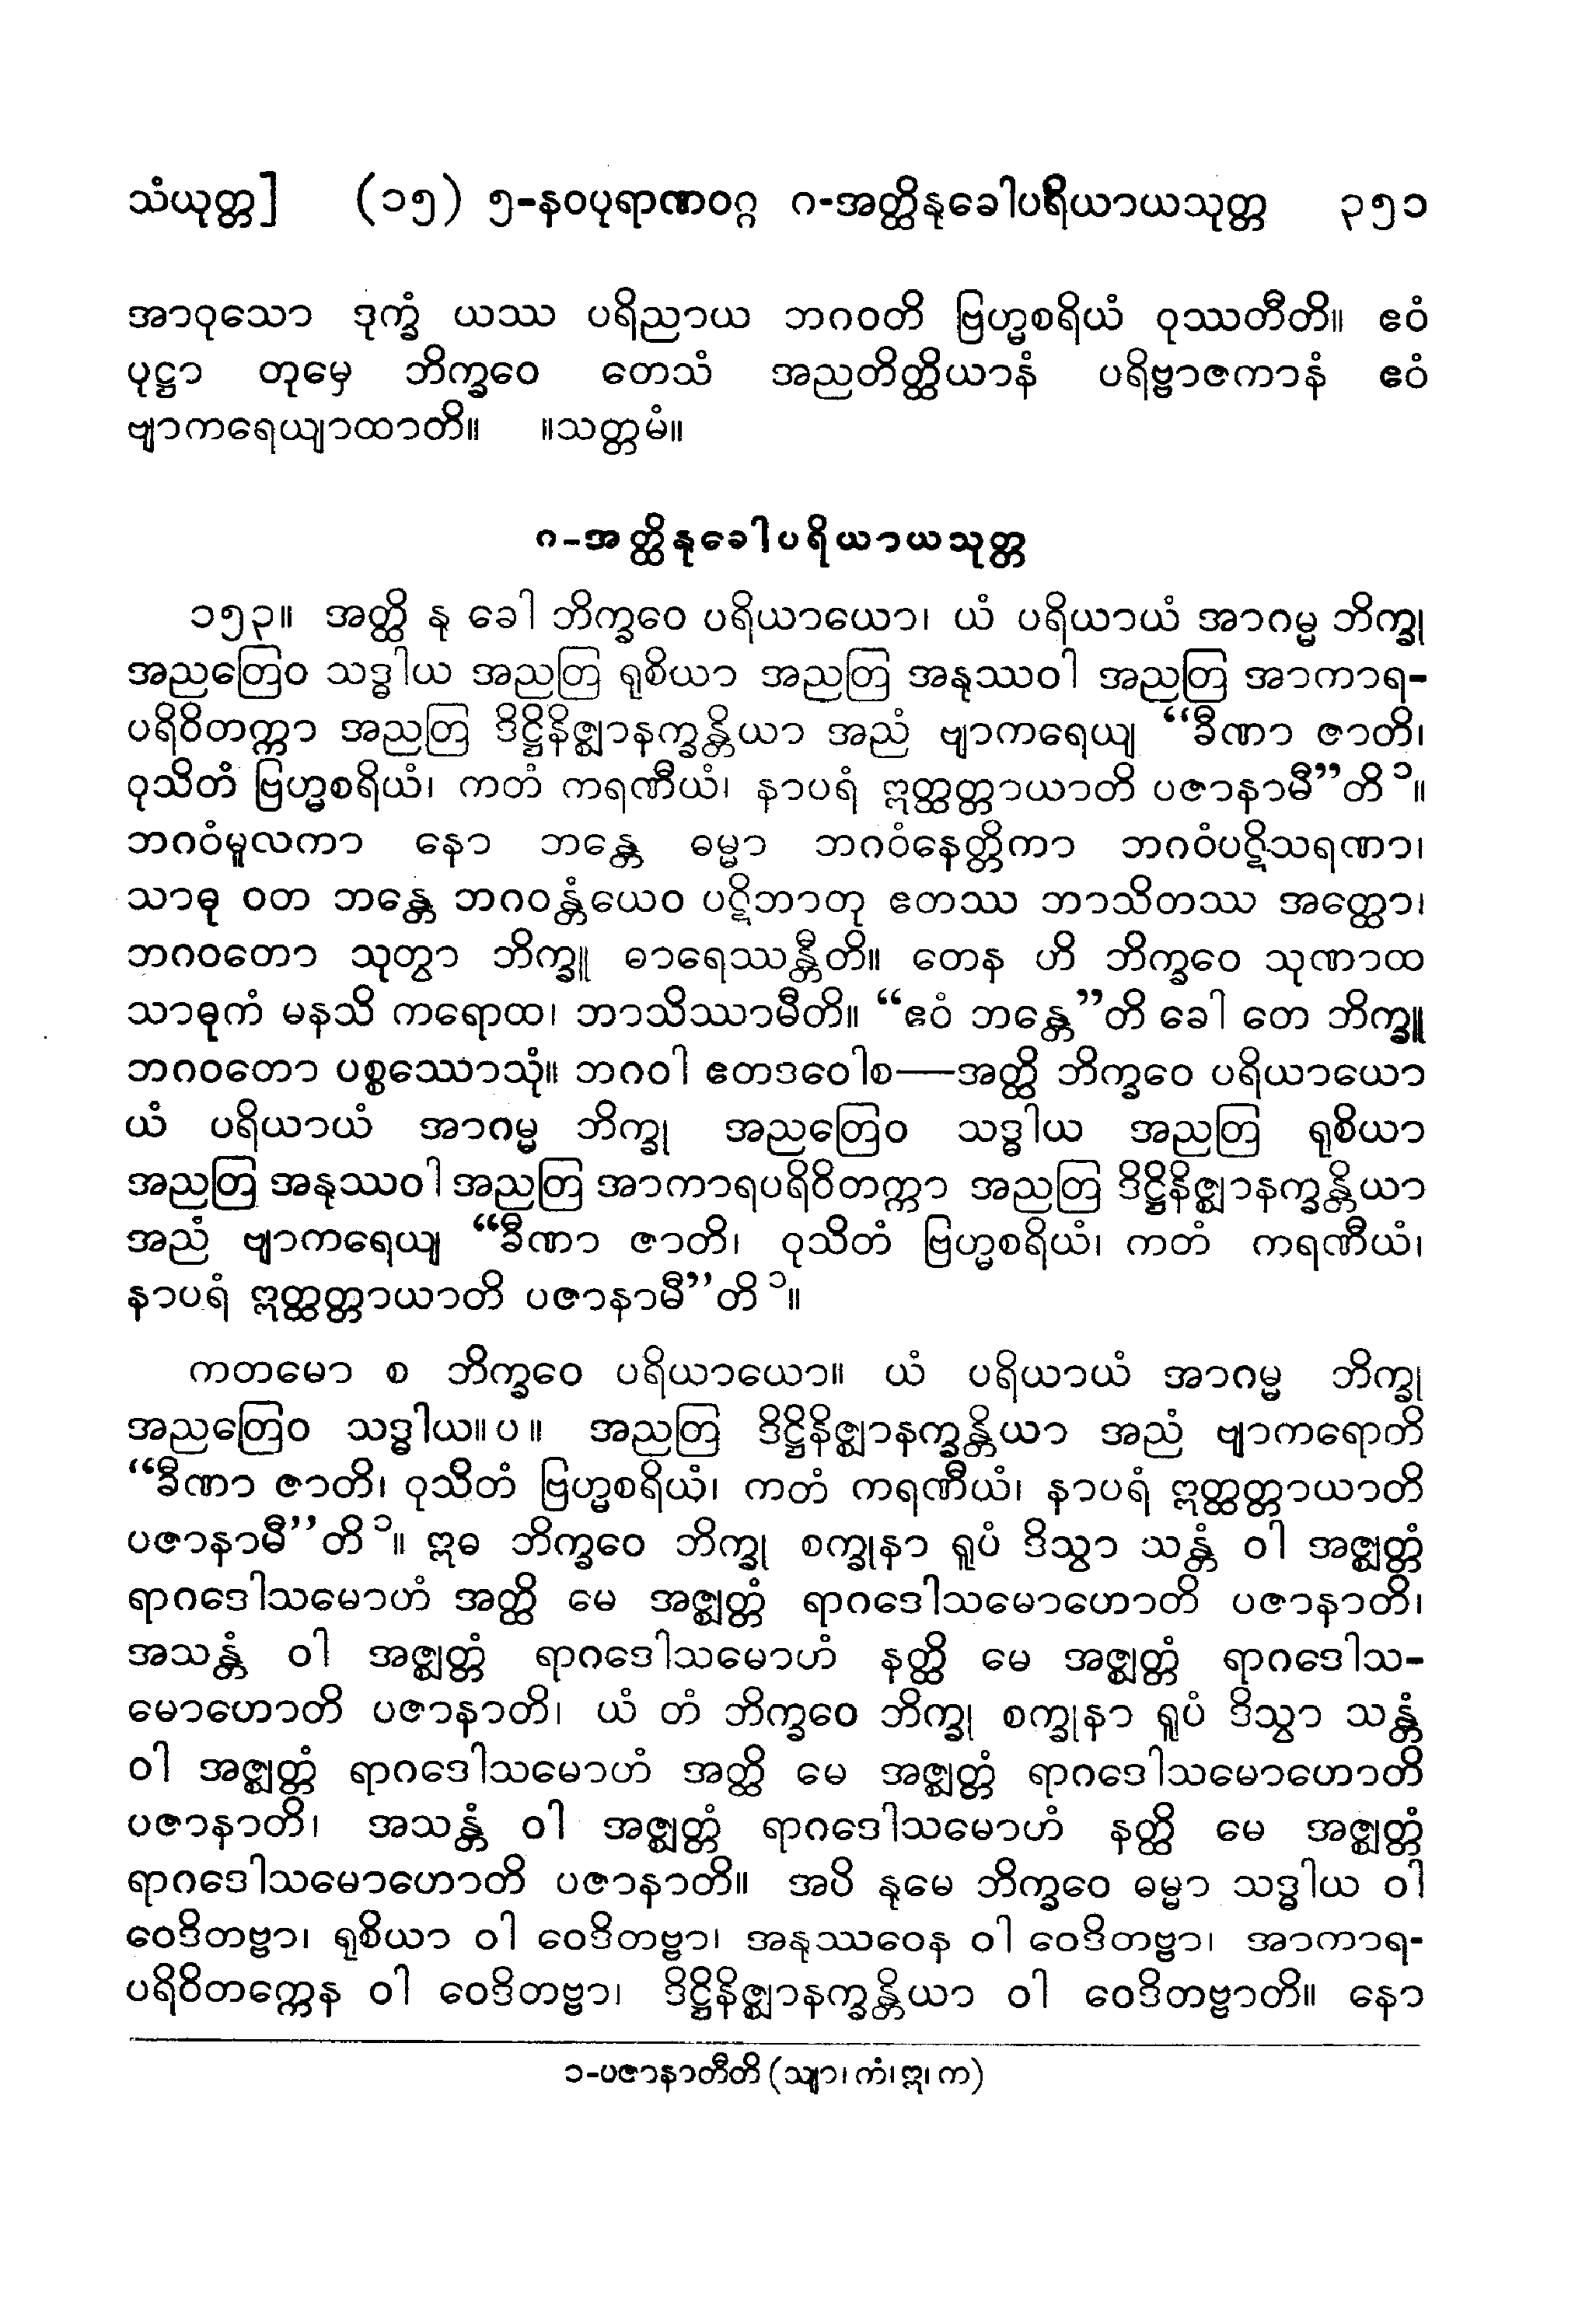 သံယုတ္တ] (၁၅) ၅-နဝပုရာဏဝဂ္ဂ ဂ-အတ္ထိနုခေါပရိယာယသုတ္တ ၃၅၁
အာဝုသော ဒုက္ခံ ယဿ ပရိညာယ ဘဂဝတိ ဗြဟ္မစရိယံ ဝုဿတီတိ။ ဧဝံ
ပုဋ္ဌာ တုမှေ ဘိက္ခဝေ တေသံ အညတိတ္ထိယာနံ ပရိဗ္ဗာဇကာနံ ဧဝံ
ဗျာကရေယျာထာတိ။ ။သတ္တမံ။
ဂ-အတ္ထိနုခေါပရိယာယသုတ္တ
၁၅၃။ အတ္ထိ နု ခေါ ဘိက္ခဝေ ပရိယာယော၊ ယံ ပရိယာယံ အာဂမ္မ ဘိက္ခု
အညတြေဝ သဒ္ဓါယ အညတြ ရုစိယာ အညတြ အနုဿဝါ အညတြ အာကာရ-
ပရိဝိတက္ကာ အညတြ ဒိဋ္ဌိနိဇ္ဈာနက္ခန္တိယာ အညံ ဗျာကရေယျ “ခီဏာ ဇာတိ၊
ဝုသိတံ ဗြဟ္မစရိယံ၊ ကတံ ကရဏီယံ၊ နာပရံ ဣတ္ထတ္တာယာတိ ပဇာနာမီ”တိ ၁။
ဘဂဝံမူလကာ နော ဘန္တေ ဓမ္မာ ဘဂဝံနေတ္တိကာ ဘဂဝံပဋိသရဏာ၊
သာဓု ဝတ ဘန္တေ ဘဂဝန္တံယေဝ ပဋိဘာတု ဧတဿ ဘာသိတဿ အတ္ထော၊
ဘဂဝတော သုတွာ ဘိက္ခူ ဓာရေဿန္တီတိ။ တေန ဟိ ဘိက္ခဝေ သုဏာထ
သာဓုကံ မနသိ ကရောထ၊ ဘာသိဿာမီတိ။ “ဧဝံ ဘန္တေ”တိ ခေါ တေ ဘိက္ခူ
ဘဂဝတော ပစ္စဿောသုံ။ ဘဂဝါ ဧတဒဝေါစ—အတ္ထိ ဘိက္ခဝေ ပရိယာယော
ယံ ပရိယာယံ အာဂမ္မ ဘိက္ခု အညတြေဝ သဒ္ဓါယ အညတြ ရုစိယာ
အညတြ အနုဿဝါ အညတြ အာကာရပရိဝိတက္ကာ အညတြ ဒိဋ္ဌိနိဇ္ဈာနက္ခန္တိယာ
အညံ ဗျာကရေယျ “ခီဏာ ဇာတိ၊ ဝုသိတံ ဗြဟ္မစရိယံ၊ ကတံ ကရဏီယံ၊
နာပရံ ဣတ္ထတ္တာယာတိ ပဇာနာမီ”တိ ၁။
ကတမော စ ဘိက္ခဝေ ပရိယာယော။ ယံ ပရိယာယံ အာဂမ္မ ဘိက္ခု
အညတြေဝ သဒ္ဓါယ။ ပ ။ အညတြ ဒိဋ္ဌိနိဇ္ဈာနက္ခန္တိယာ အညံ ဗျာကရောတိ
“ခီဏာ ဇာတိ၊ ဝုသိတံ ဗြဟ္မစရိယံ၊ ကတံ ကရဏီယံ၊ နာပရံ ဣတ္ထတ္တာယာတိ
ပဇာနာမီ”တိ ၁။ ဣဓ ဘိက္ခဝေ ဘိက္ခု စက္ခုနာ ရူပံ ဒိသွာ သန္တံ ဝါ အဇ္ဈတ္တံ
ရာဂဒေါသမောဟံ အတ္ထိ မေ အဇ္ဈတ္တံ ရာဂဒေါသမောဟောတိ ပဇာနာတိ၊
အသန္တံ ဝါ အဇ္ဈတ္တံ ရာဂဒေါသမောဟံ နတ္ထိ မေ အဇ္ဈတ္တံ ရာဂဒေါသ-
မောဟောတိ ပဇာနာတိ၊ ယံ တံ ဘိက္ခဝေ ဘိက္ခု စက္ခုနာ ရူပံ ဒိသွာ သန္တံ
ဝါ အဇ္ဈတ္တံ ရာဂဒေါသမောဟံ အတ္ထိ မေ အဇ္ဈတ္တံ ရာဂဒေါသမောဟောတိ
ပဇာနာတိ၊ အသန္တံ ဝါ အဇ္ဈတ္တံ ရာဂဒေါသမောဟံ နတ္ထိ မေ အဇ္ဈတ္တံ
ရာဂဒေါသမောဟောတိ ပဇာနာတိ။ အပိ နုမေ ဘိက္ခဝေ ဓမ္မာ သဒ္ဓါယ ဝါ
ဝေဒိတဗ္ဗာ၊ ရုစိယာ ဝါ ဝေဒိတဗ္ဗာ၊ အနုဿဝေန ဝါ ဝေဒိတဗ္ဗာ၊ အာကာရ-
ပရိဝိတက္ကေန ဝါ ဝေဒိတဗ္ဗာ၊ ဒိဋ္ဌိနိဇ္ဈာနက္ခန္တိယာ ဝါ ဝေဒိတဗ္ဗာတိ။ နော
၁-ပဇာနာတီတိ (သျာ၊ ကံ၊ ဣ၊ က)